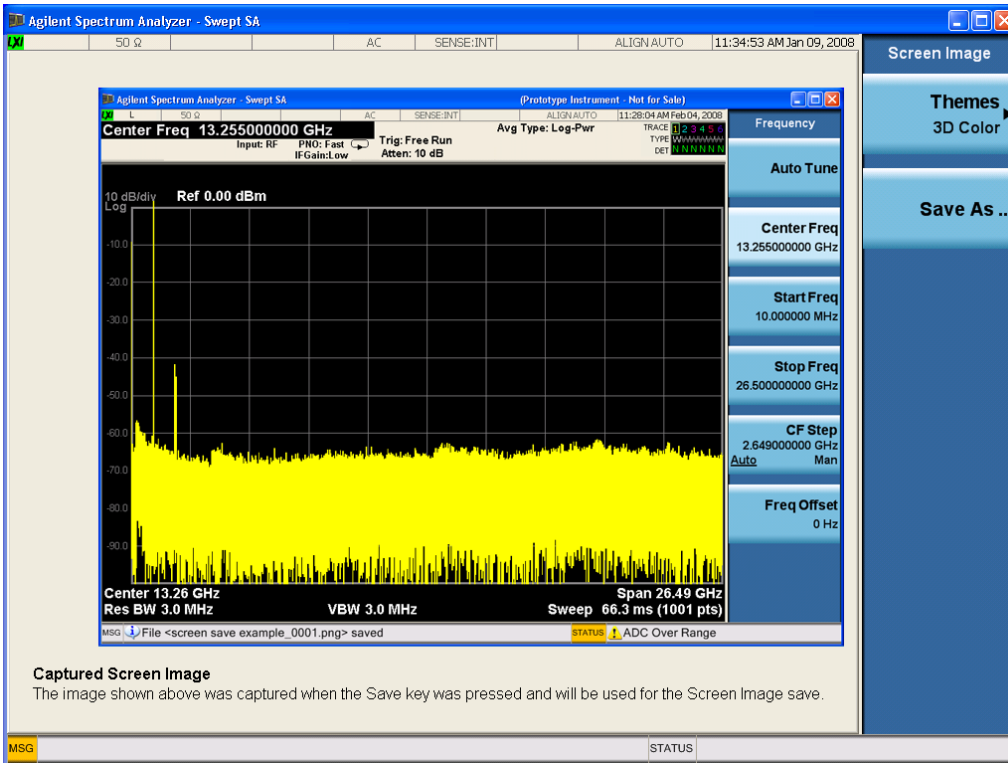 Agilent Spectrum Analyzer - Swept SA
LXI 50 Ω AC SENSE:INT ALIGN AUTO 11:34:53 AM Jan 09, 2008
Screen Image
Themes
3D Color
Save As ...
Agilent Spectrum Analyzer - Swept SA (Prototype Instrument - Not for Sale)
LXI L 50 Ω AC SENSE:INT ALIGN AUTO 11:28:04 AM Feb 04, 2008
Center Freq 13.255000000 GHz
Input: RF
PNO: Fast
IFGain:Low
Trig: Free Run
Atten: 10 dB
Avg Type: Log-Pwr
TRACE 1 2 3 4 5 6
TYPE WWWWWW
DET N N N N N N
10 dB/div Ref 0.00 dBm
Log
-10.0
-20.0
-30.0
-40.0
-50.0
-60.0
-70.0
-80.0
-90.0
Center 13.26 GHz Span 26.49 GHz
Res BW 3.0 MHz VBW 3.0 MHz Sweep 66.3 ms (1001 pts)
MSG File <screen save example_0001.png> saved STATUS ADC Over Range
Frequency
Auto Tune
Center Freq
13.255000000 GHz
Start Freq
10.000000 MHz
Stop Freq
26.500000000 GHz
CF Step
2.649000000 GHz
Auto Man
Freq Offset
0 Hz
Captured Screen Image
The image shown above was captured when the Save key was pressed and will be used for the Screen Image save.
MSG STATUS